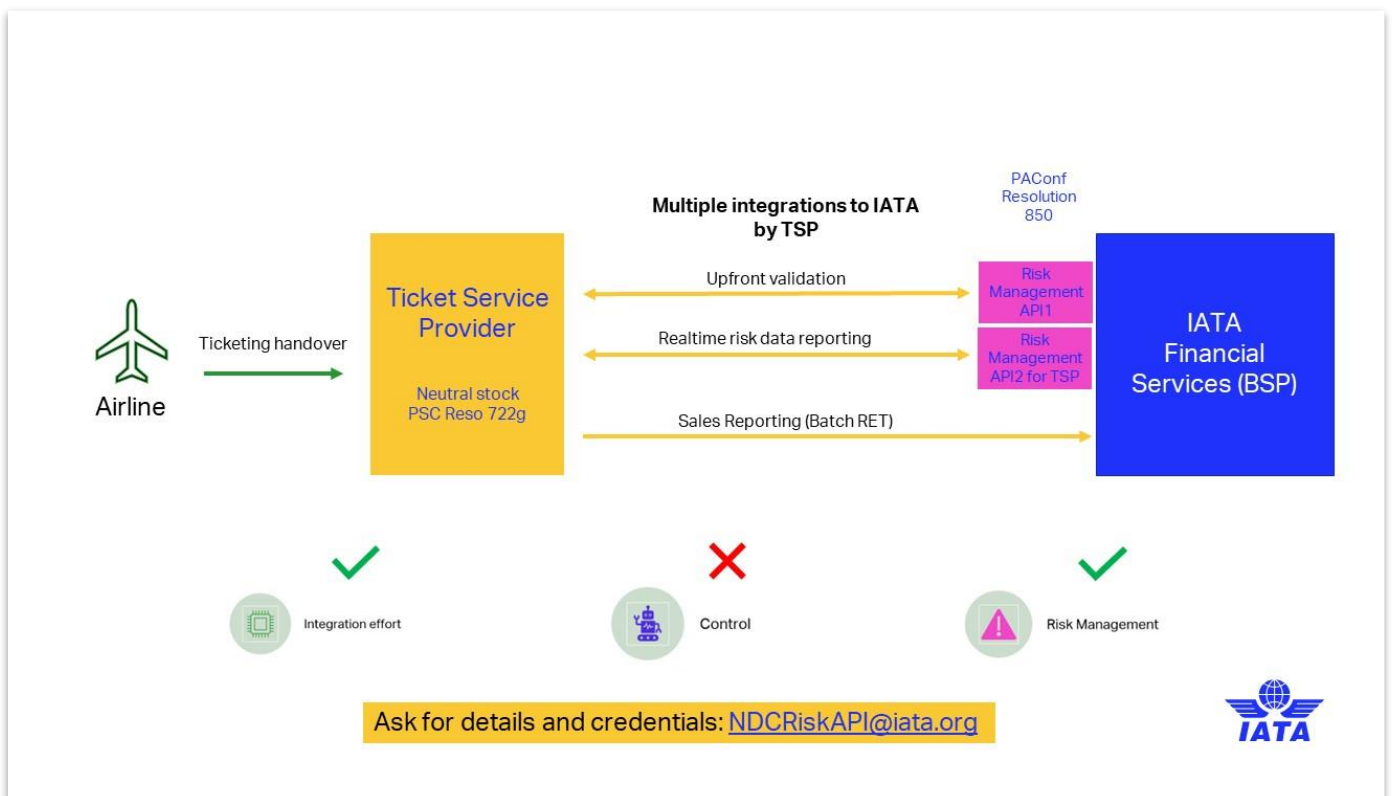 PAConf
Resolution
850
Multiple integrations to IATA
by TSP
Upfront validation
Risk
Management
API1
Ticket Service
Provider
Realtime risk data reporting
Risk
Management
API2 for TSP
IATA
Financial
Services (BSP)
Ticketing handover
Airline
Neutral stock
PSC Reso 722g
Sales Reporting (Batch RET)
Integration effort
Control
Risk Management
Ask for details and credentials: NDCRiskAPI@iata.org
IATA